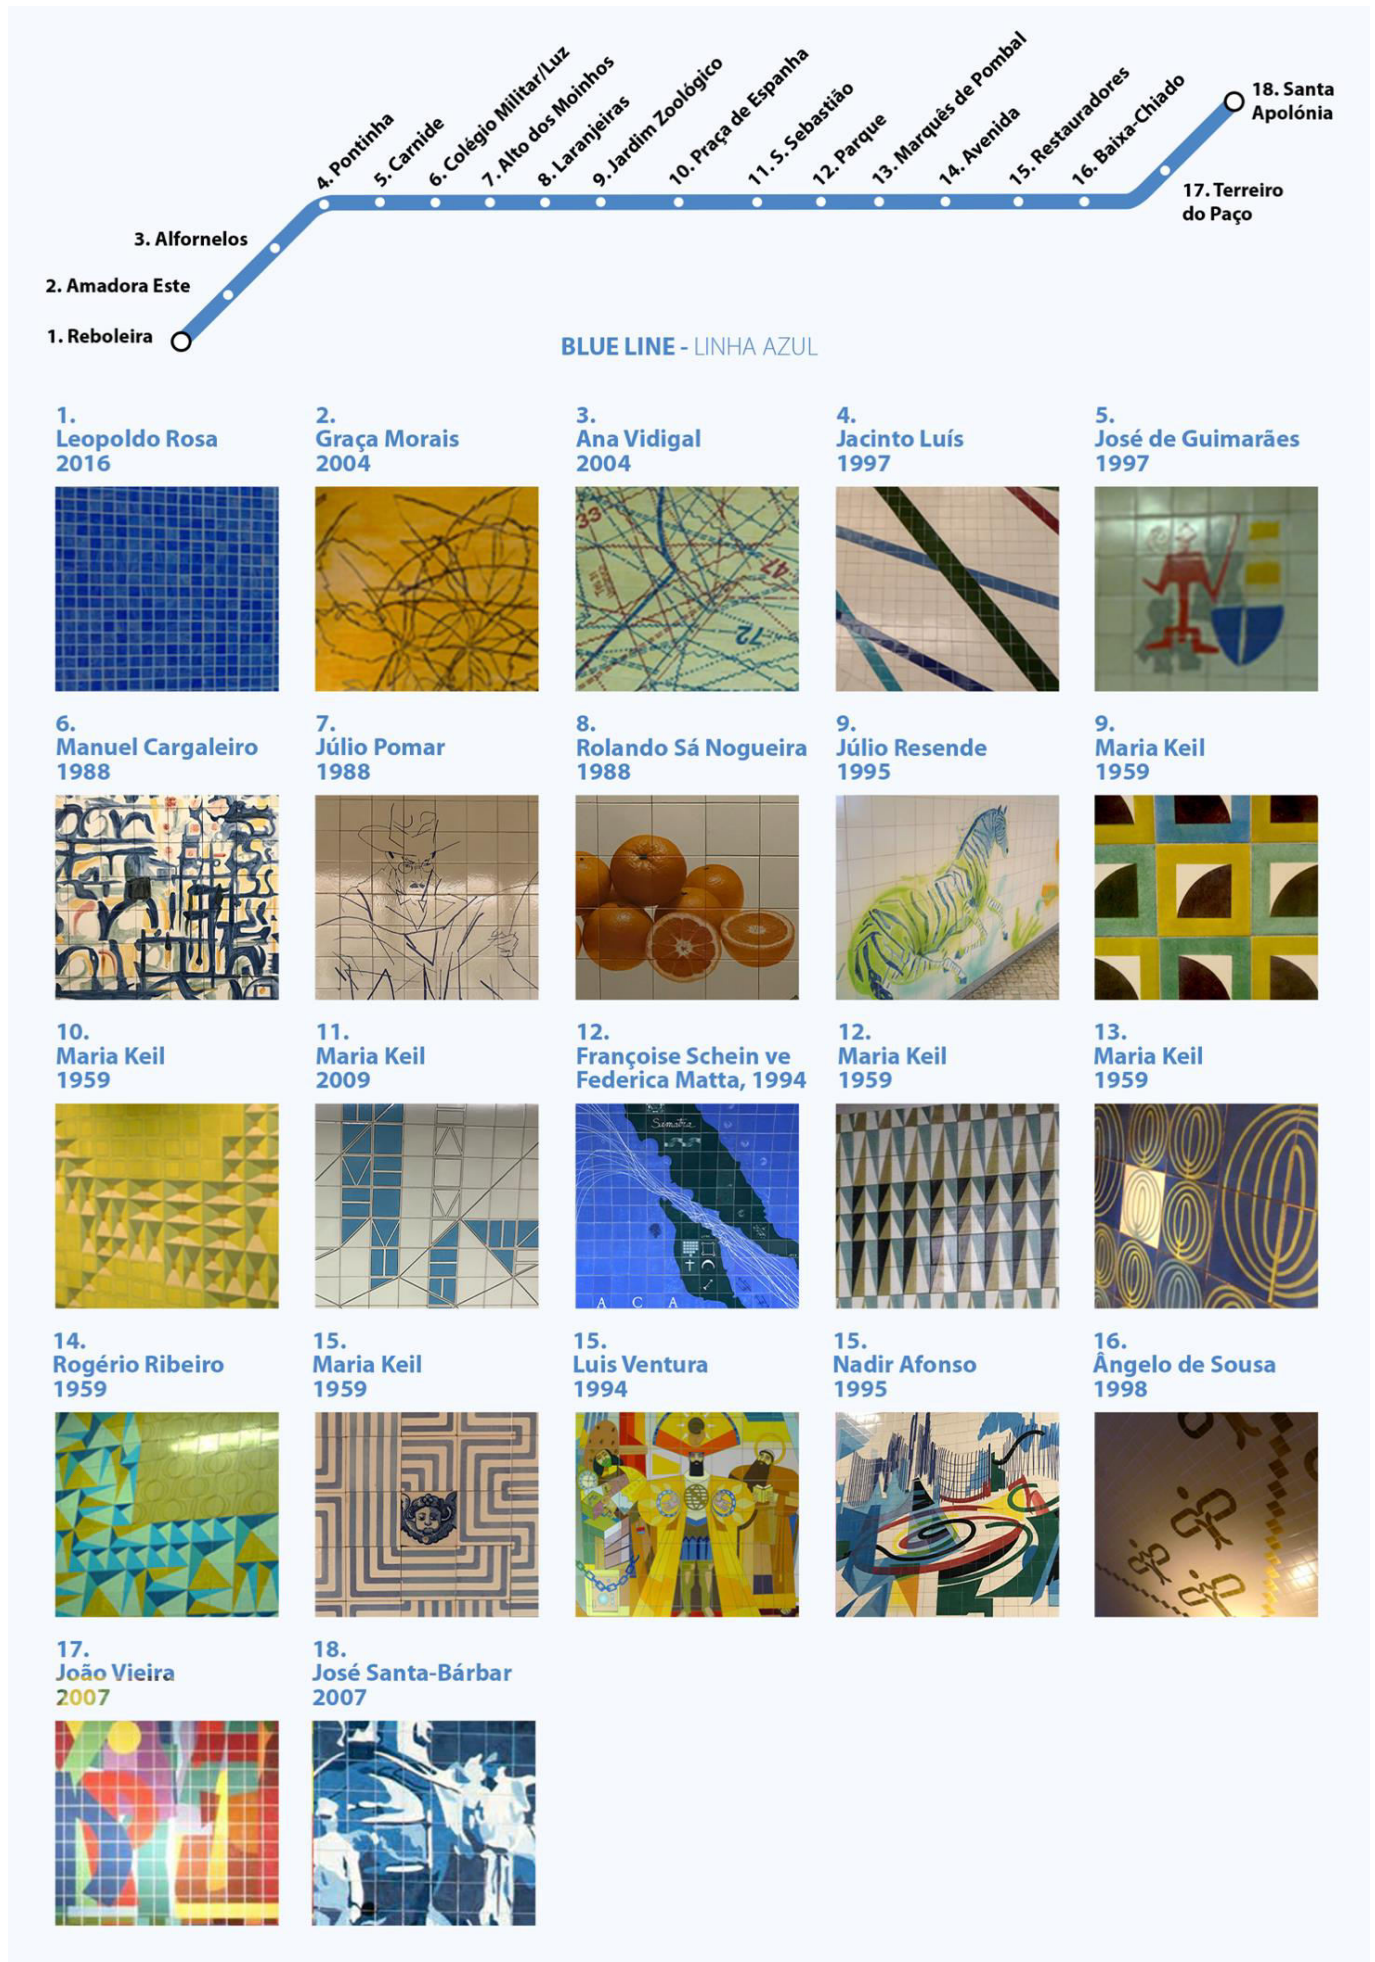 4. Pontinha
5. Carnide
6. Colégio Militar/Luz
7. Alto dos Moinhos
8. Laranjeiras
9. Jardim Zoológico
10. Praça de Espanha
11. S. Sebastião
12. Parque
13. Marquês de Pombal
14. Avenida
15. Restauradores
16. Baixa-Chiado
18. Santa
Apolónia
17. Terreiro
do Paço
3. Alfornelos
2. Amadora Este
1. Reboleira
BLUE LINE - LINHA AZUL
1.
Leopoldo Rosa
2016
2.
Graça Morais
2004
3.
Ana Vidigal
2004
4.
Jacinto Luís
1997
5.
José de Guimarães
1997
33
47
72
6.
Manuel Cargaleiro
1988
7.
Júlio Pomar
1988
8.
Rolando Sá Nogueira
1988
9.
Júlio Resende
1995
9.
Maria Keil
1959
10.
Maria Keil
1959
11.
Maria Keil
2009
12.
Françoise Schein ve
Federica Matta, 1994
12.
Maria Keil
1959
13.
Maria Keil
1959
Samatra
A C A
14.
Rogério Ribeiro
1959
15.
Maria Keil
1959
15.
Luis Ventura
1994
15.
Nadir Afonso
1995
16.
Ângelo de Sousa
1998
17.
João Vieira
2007
18.
José Santa-Bárbar
2007